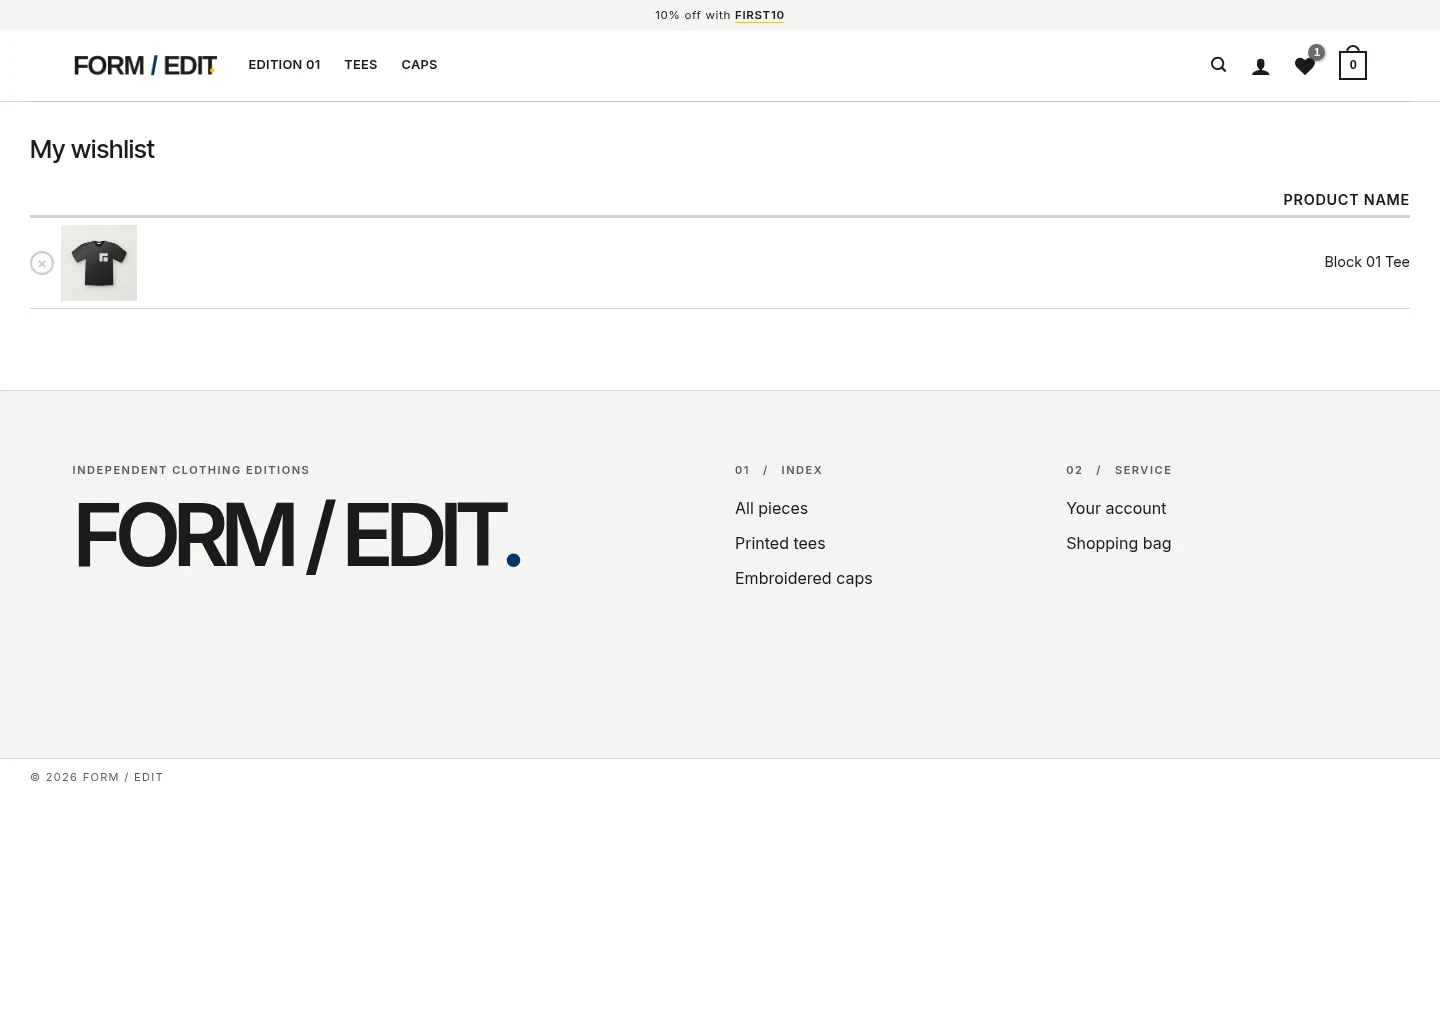 10% off with FIRST10
FORM / EDIT.
EDITION 01
TEES
CAPS
1
0
My wishlist
PRODUCT NAME
×
Block 01 Tee
INDEPENDENT CLOTHING EDITIONS
FORM / EDIT.
01 / INDEX
All pieces
Printed tees
Embroidered caps
02 / SERVICE
Your account
Shopping bag
© 2026 FORM / EDIT